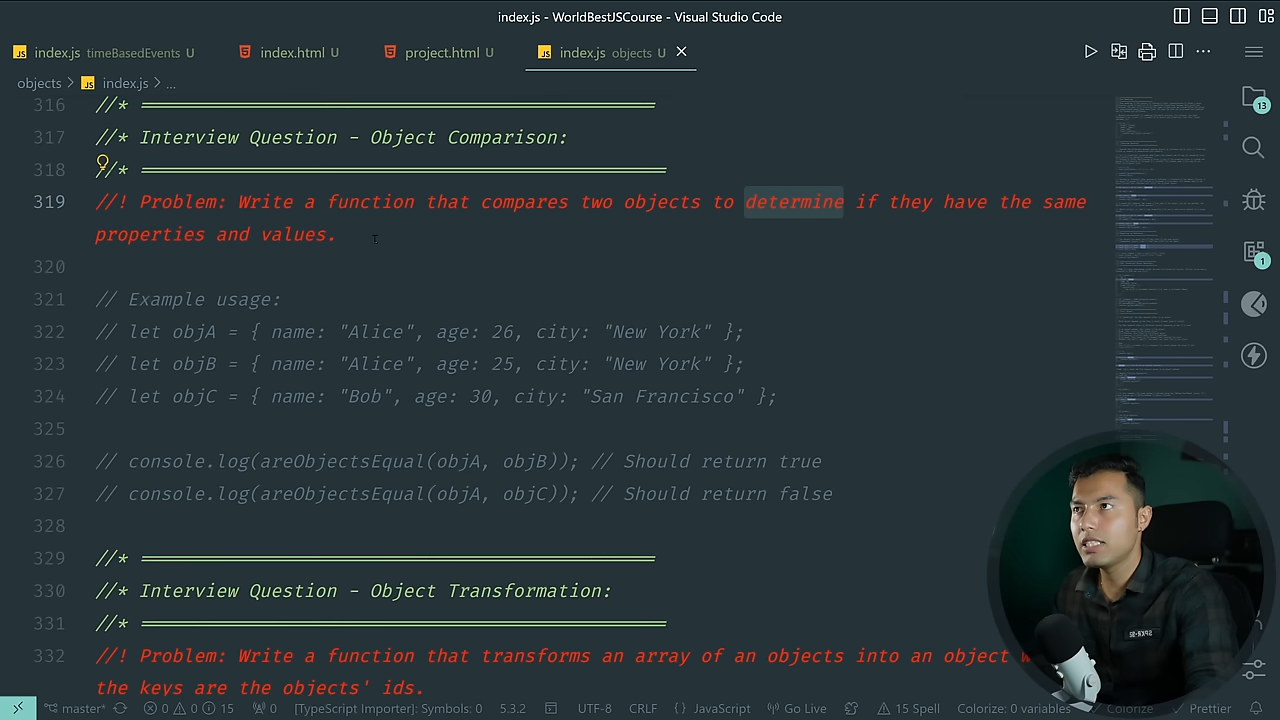 index.js - WorldBestJSCourse - Visual Studio Code
JS index.js timeBasedEvents U
index.html U
project.html U
JS index.js objects U
objects > JS index.js > ...
316 //* ═══════════════════════════════════════
317 //* Interview Question - Object Comparison:
318 //* ════════════════════════════════════════
319 //! Problem: Write a function that compares two objects to determine if they have the same
properties and values.
320
321 // Example usage:
322 // let objA = { name: "Alice", age: 26, city: "New York" };
323 // let objB = { name: "Alice", age: 25, city: "New York" };
324 // let objC = { name: "Bob", age: 30, city: "San Francisco" };
325
326 // console.log(areObjectsEqual(objA, objB)); // Should return true
327 // console.log(areObjectsEqual(objA, objC)); // Should return false
328
329 //* ═══════════════════════════════════════
330 //* Interview Question - Object Transformation:
331 //* ════════════════════════════════════════
332 //! Problem: Write a function that transforms an array of an objects into an object
the keys are the objects' ids.
13
1
master* 0 0 15 0 [TypeScript Importer]: Symbols: 0 5.3.2 UTF-8 CRLF JavaScript Go Live 15 Spell Colorize: 0 variables Colorize Prettier